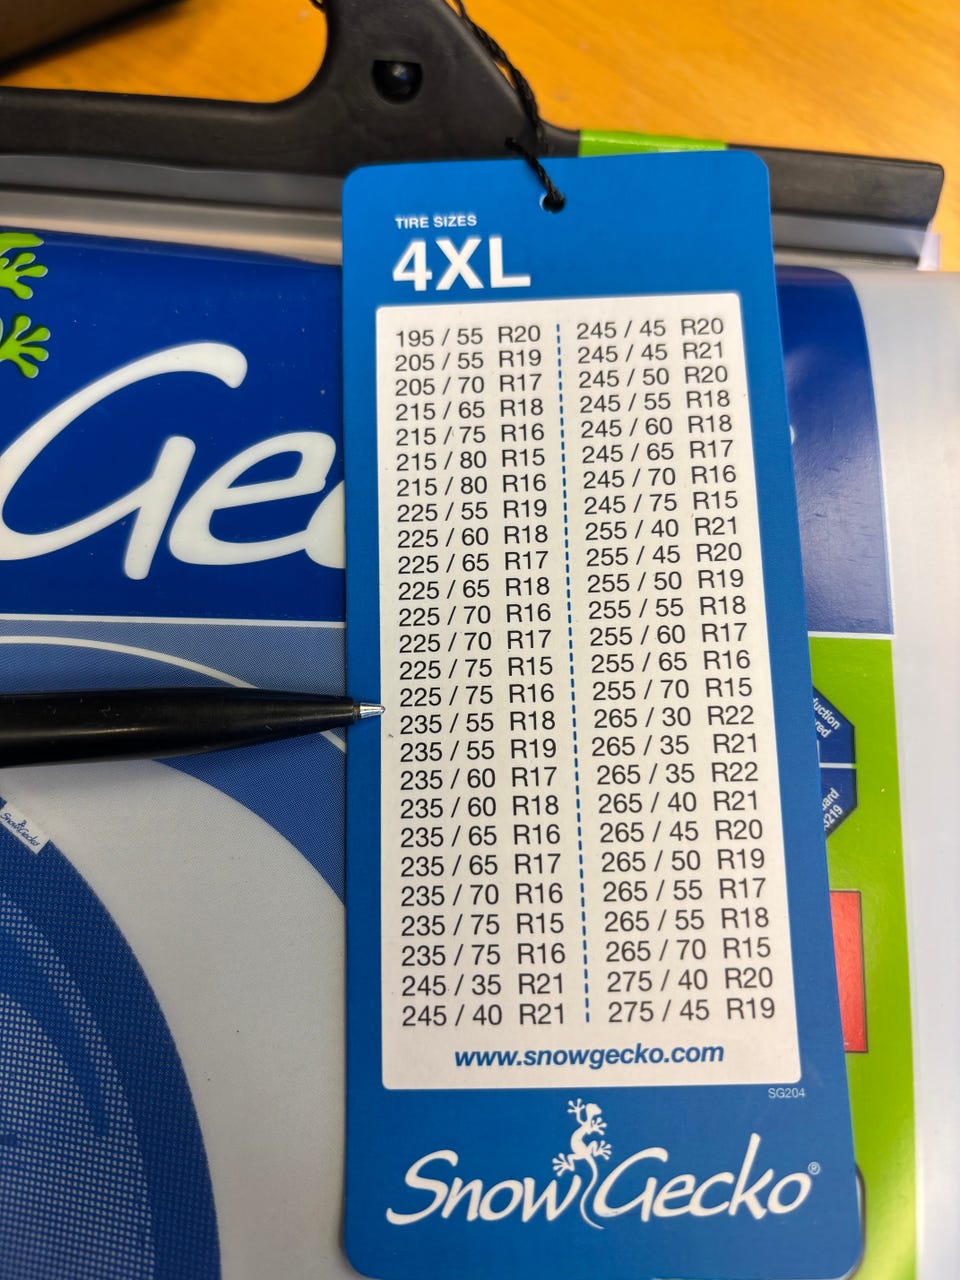 TIRE SIZES
4XL
195 / 55 R20
205 / 55 R19
205 / 70 R17
215 / 65 R18
215 / 75 R16
215 / 80 R15
215 / 80 R16
225 / 55 R19
225 / 60 R18
225 / 65 R17
225 / 65 R18
225 / 70 R16
225 / 70 R17
225 / 75 R15
225 / 75 R16
235 / 55 R18
235 / 55 R19
235 / 60 R17
235 / 60 R18
235 / 65 R16
235 / 65 R17
235 / 70 R16
235 / 75 R15
235 / 75 R16
245 / 35 R21
245 / 40 R21
245 / 45 R20
245 / 45 R21
245 / 50 R20
245 / 55 R18
245 / 60 R18
245 / 65 R17
245 / 70 R16
245 / 75 R15
255 / 40 R21
255 / 45 R20
255 / 50 R19
255 / 55 R18
255 / 60 R17
255 / 65 R16
255 / 70 R15
265 / 30 R22
265 / 35 R21
265 / 35 R22
265 / 40 R21
265 / 45 R20
265 / 50 R19
265 / 55 R17
265 / 55 R18
265 / 70 R15
275 / 40 R20
275 / 45 R19
www.snowgecko.com
SG204
SnowGecko®
Ge
SnowGecko